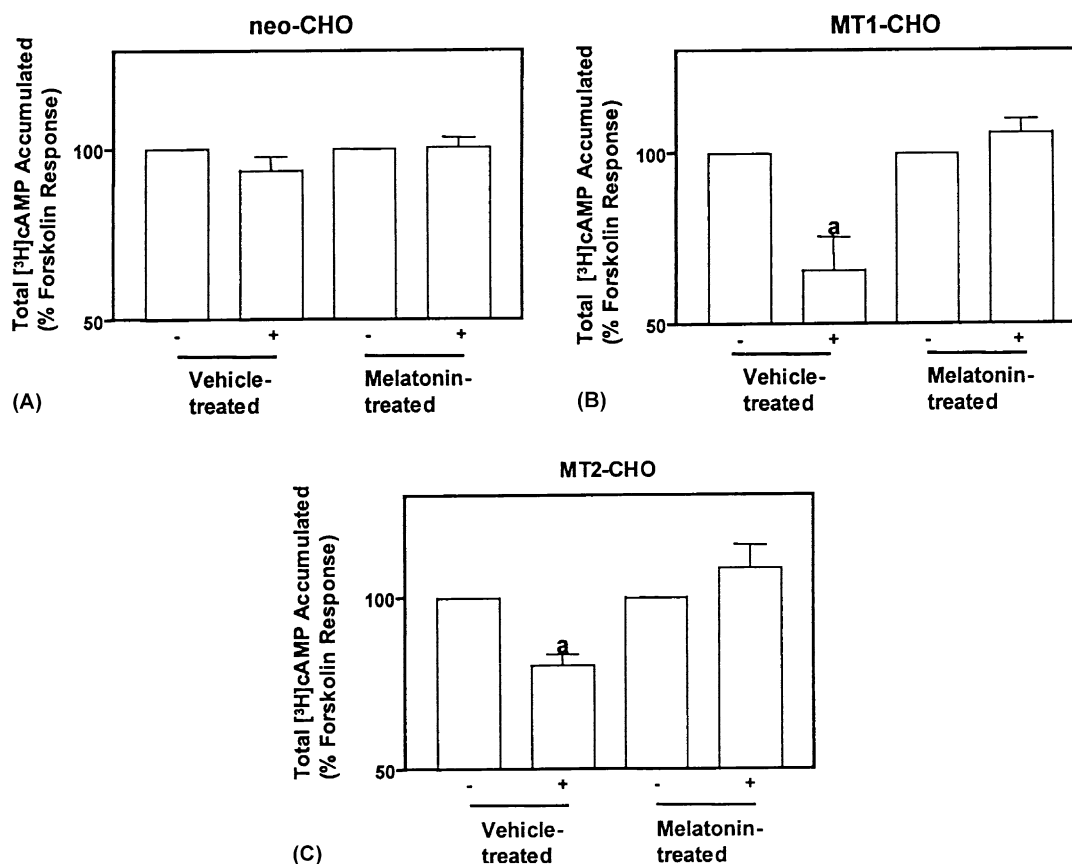 neo-CHO
Total [³H]cAMP Accumulated
(% Forskolin Response)
100
50
- + - +
Vehicle-
treated
Melatonin-
treated
(A)
MT1-CHO
Total [³H]cAMP Accumulated
(% Forskolin Response)
100
50
a
- + - +
Vehicle-
treated
Melatonin-
treated
(B)
MT2-CHO
Total [³H]cAMP Accumulated
(% Forskolin Response)
100
50
a
- + - +
Vehicle-
treated
Melatonin-
treated
(C)